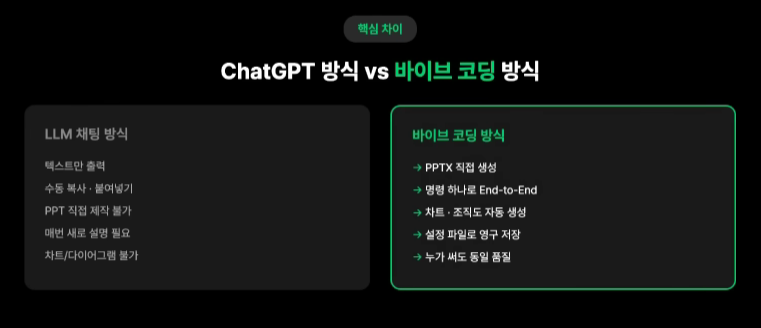 핵심 차이
ChatGPT 방식 vs 바이브 코딩 방식
LLM 채팅 방식
텍스트만 출력
수동 복사 · 붙여넣기
PPT 직접 제작 불가
매번 새로 설명 필요
차트/다이어그램 불가
바이브 코딩 방식
→ PPTX 직접 생성
→ 명령 하나로 End-to-End
→ 차트 · 조직도 자동 생성
→ 설정 파일로 영구 저장
→ 누가 써도 동일 품질